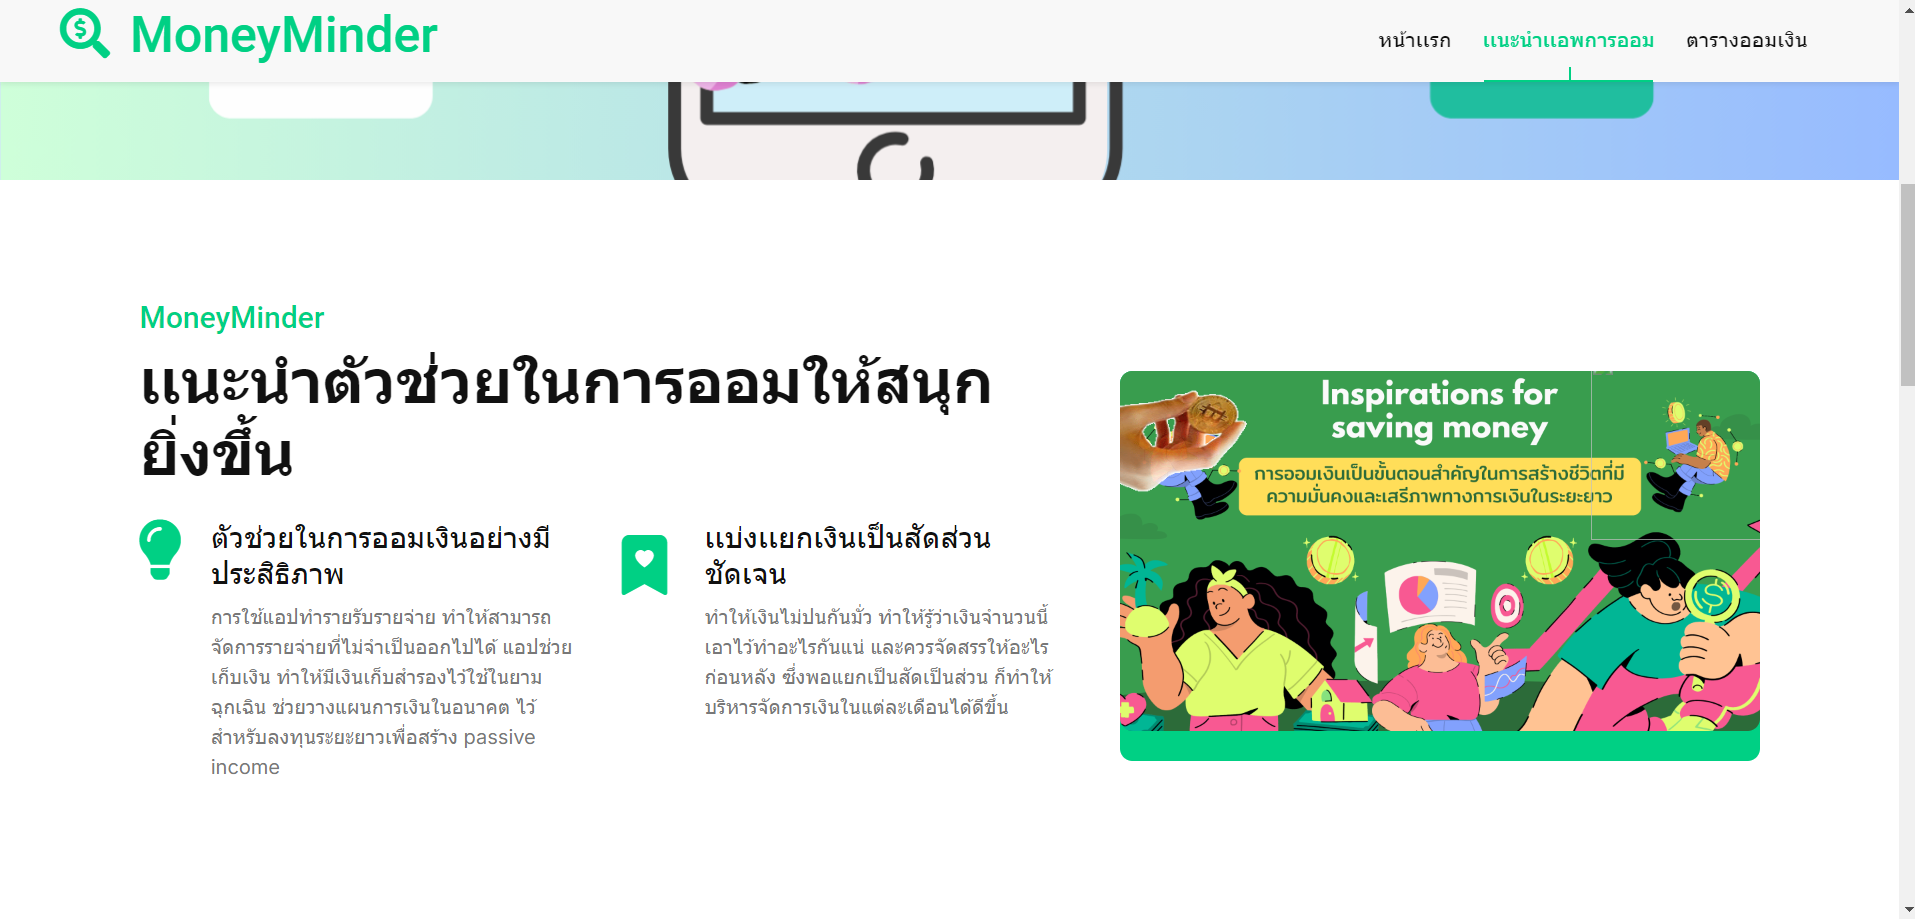 MoneyMinder
หน้าแรก
แนะนำแอพการออม
ตารางออมเงิน
MoneyMinder
แนะนำตัวช่วยในการออมให้สนุก
ยิ่งขึ้น
ตัวช่วยในการออมเงินอย่างมี
ประสิธิภาพ
การใช้แอปทำรายรับรายจ่าย ทำให้สามารถ
จัดการรายจ่ายที่ไม่จำเป็นออกไปได้ แอปช่วย
เก็บเงิน ทำให้มีเงินเก็บสำรองไว้ใช้ในยาม
ฉุกเฉิน ช่วยวางแผนการเงินในอนาคต ไว้
สำหรับลงทุนระยะยาวเพื่อสร้าง passive
income
แบ่งแยกเงินเป็นสัดส่วน
ชัดเจน
ทำให้เงินไม่ปนกันมั่ว ทำให้รู้ว่าเงินจำนวนนี้
เอาไว้ทำอะไรกันแน่ และควรจัดสรรให้อะไร
ก่อนหลัง ซึ่งพอแยกเป็นสัดเป็นส่วน ก็ทำให้
บริหารจัดการเงินในแต่ละเดือนได้ดีขึ้น
Inspirations for
saving money
การออมเงินเป็นขั้นตอนสำคัญในการสร้างชีวิตที่มี
ความมั่นคงและเสรีภาพทางการเงินในระยะยาว